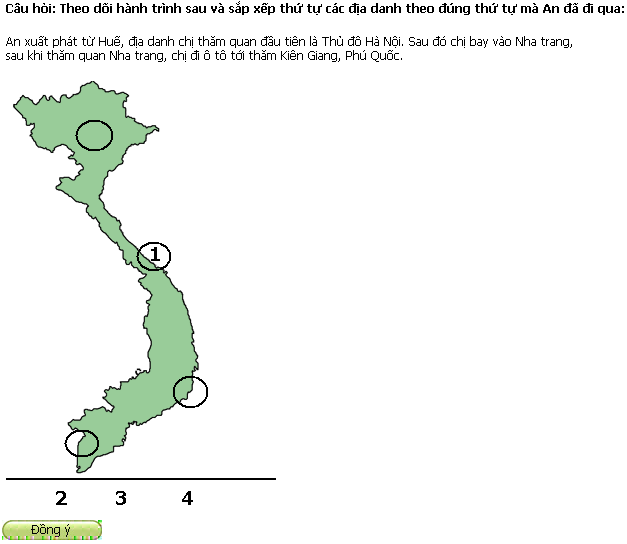 Câu hỏi: Theo dõi hành trình sau và sắp xếp thứ tự các địa danh theo đúng thứ tự mà An đã đi qua:
An xuất phát từ Huế, địa danh chị thăm quan đầu tiên là Thủ đô Hà Nội. Sau đó chị bay vào Nha trang,
sau khi thăm quan Nha trang, chị đi ô tô tới thăm Kiên Giang, Phú Quốc.
1
2 3 4
Đồng ý